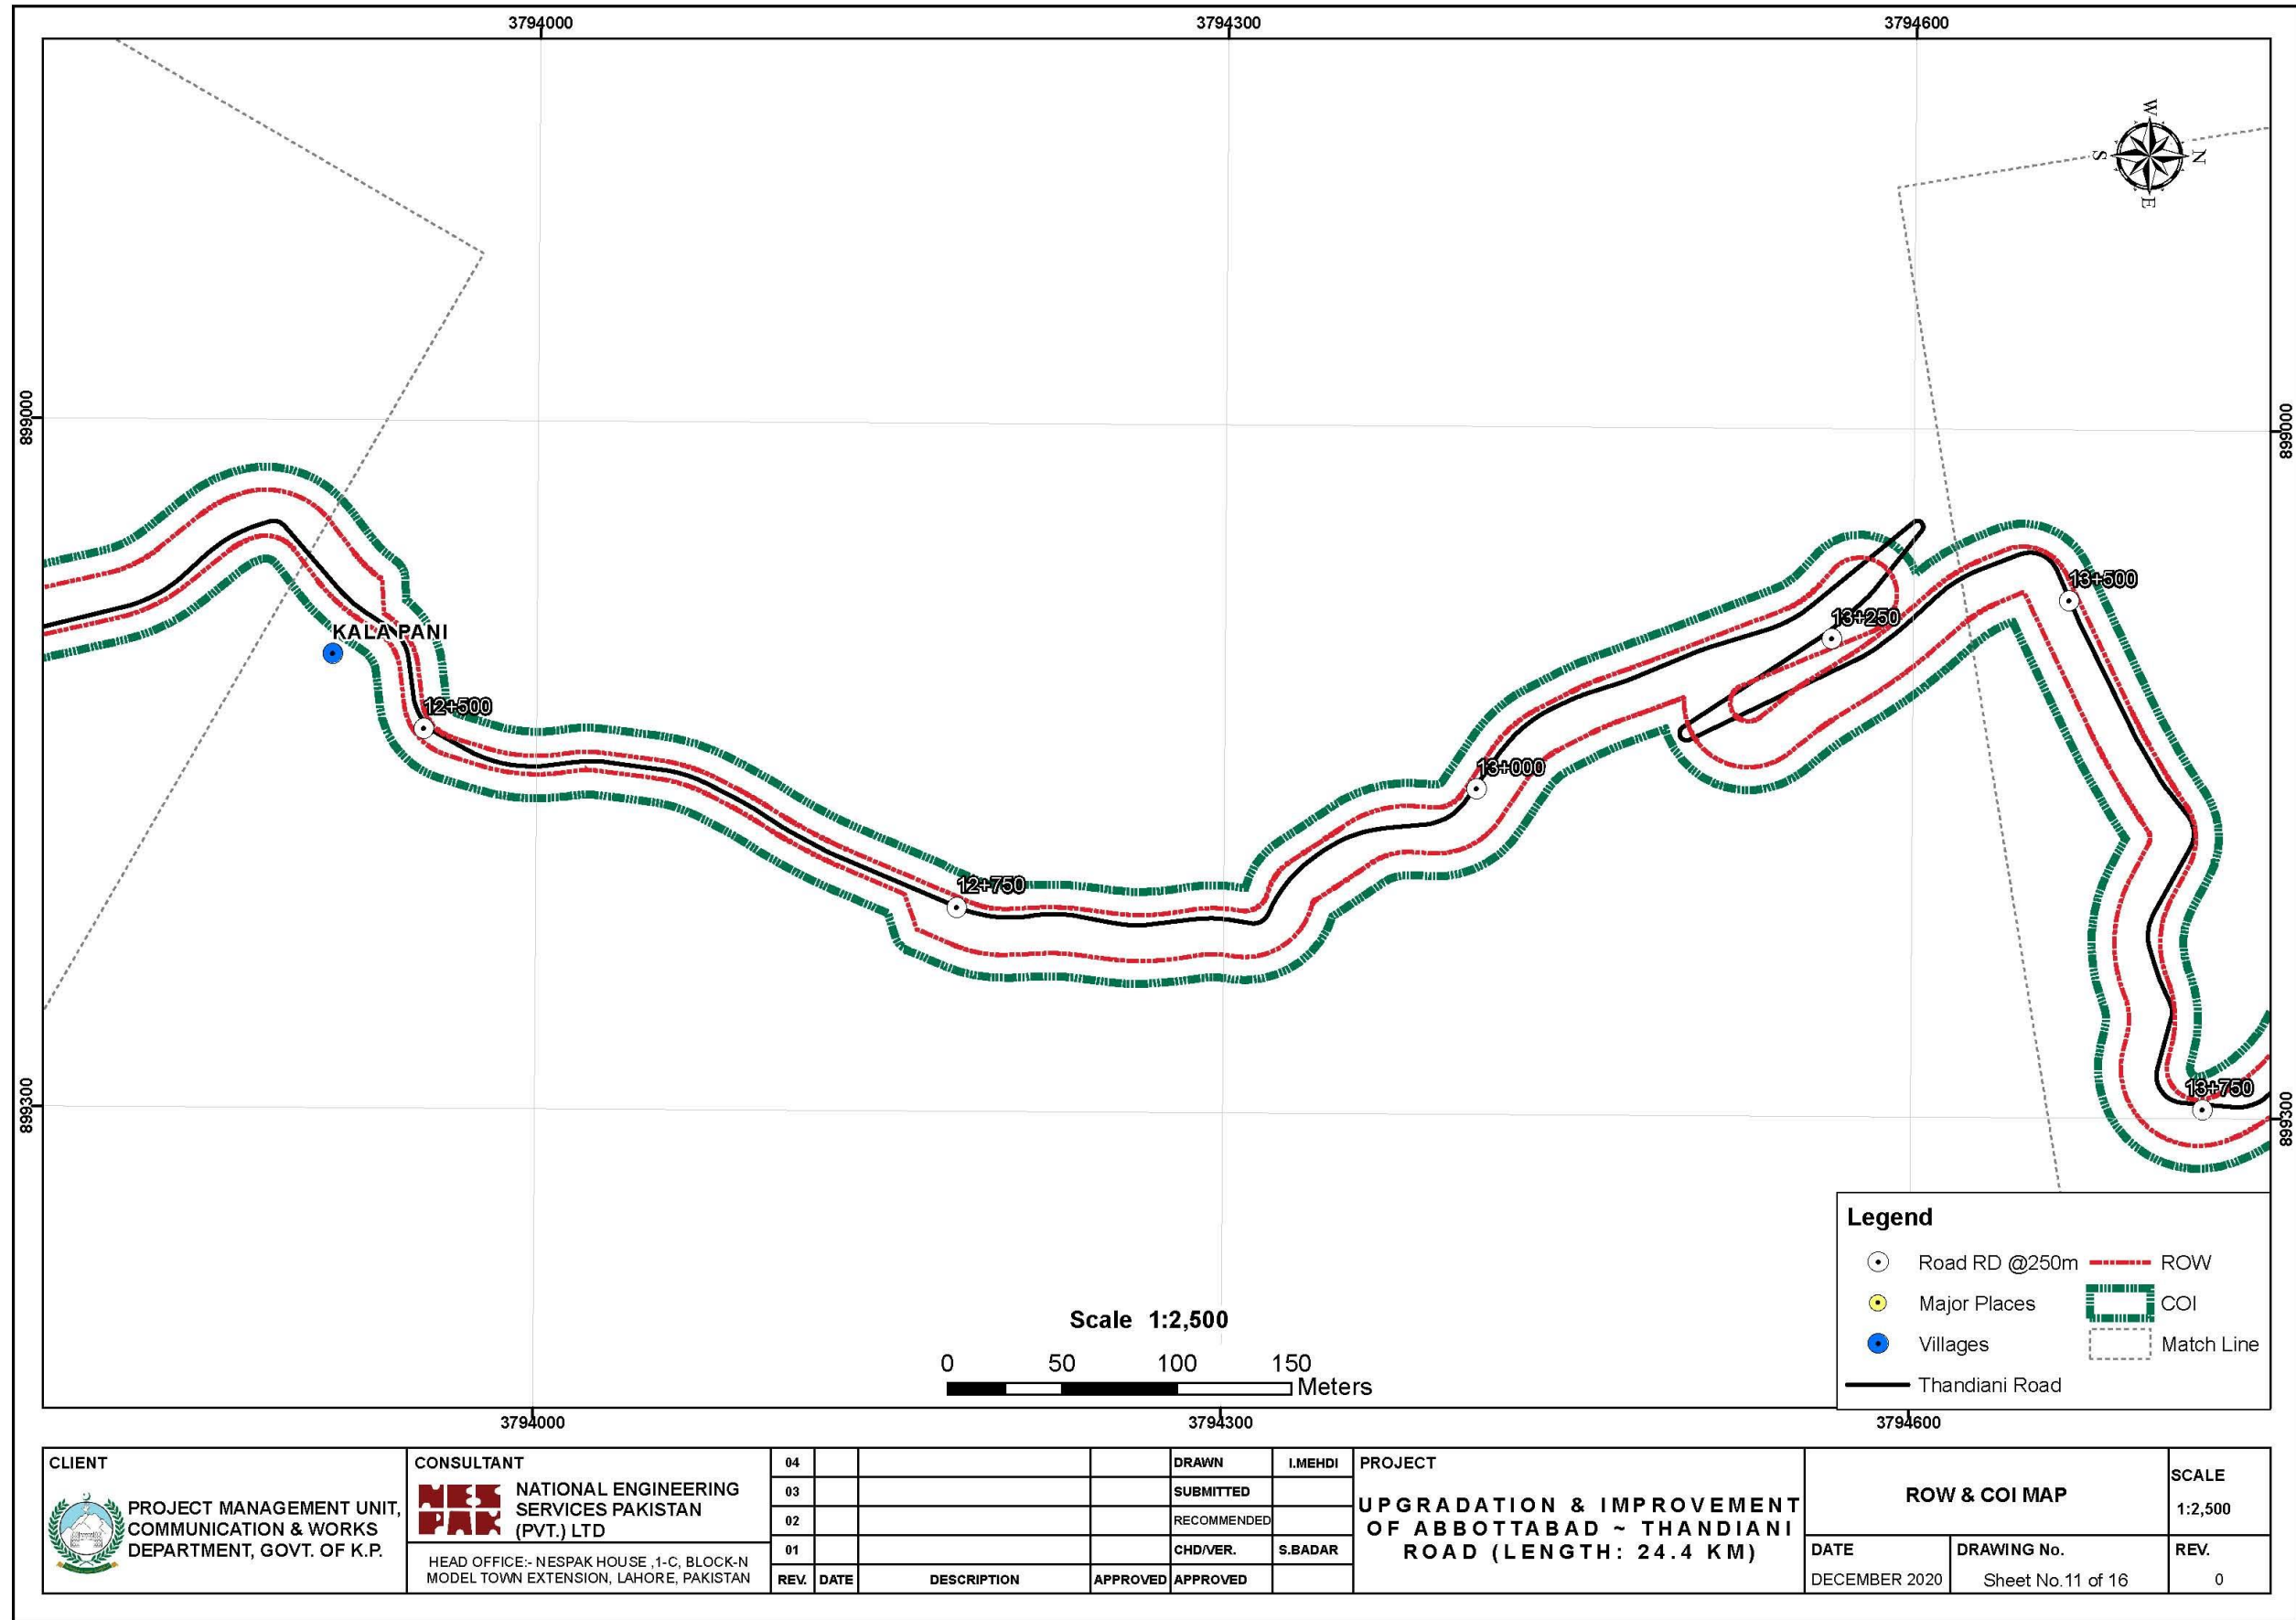 3794000
3794300
3794600
W
N
S
E
899000
899000
13+500
13+250
KALA PANI
12+500
13+000
12+750
13+750
899300
899300
Legend
Road RD @250m
ROW
Major Places
COI
Villages
Match Line
Thandiani Road
Scale 1:2,500
0 50 100 150
Meters
3794000
3794300
3794600
CLIENT
PROJECT MANAGEMENT UNIT,
COMMUNICATION & WORKS
DEPARTMENT, GOVT. OF K.P.
CONSULTANT
NES
PAK
NATIONAL ENGINEERING
SERVICES PAKISTAN
(PVT.) LTD
HEAD OFFICE:- NESPAK HOUSE ,1-C, BLOCK-N
MODEL TOWN EXTENSION, LAHORE, PAKISTAN
04
03
02
01
REV. DATE DESCRIPTION APPROVED
DRAWN I.MEHDI
SUBMITTED
RECOMMENDED
CHD/VER. S.BADAR
APPROVED
PROJECT
UPGRADATION & IMPROVEMENT
OF ABBOTTABAD ~ THANDIANI
ROAD (LENGTH: 24.4 KM)
ROW & COI MAP
SCALE
1:2,500
DATE
DECEMBER 2020
DRAWING No.
Sheet No.11 of 16
REV.
0